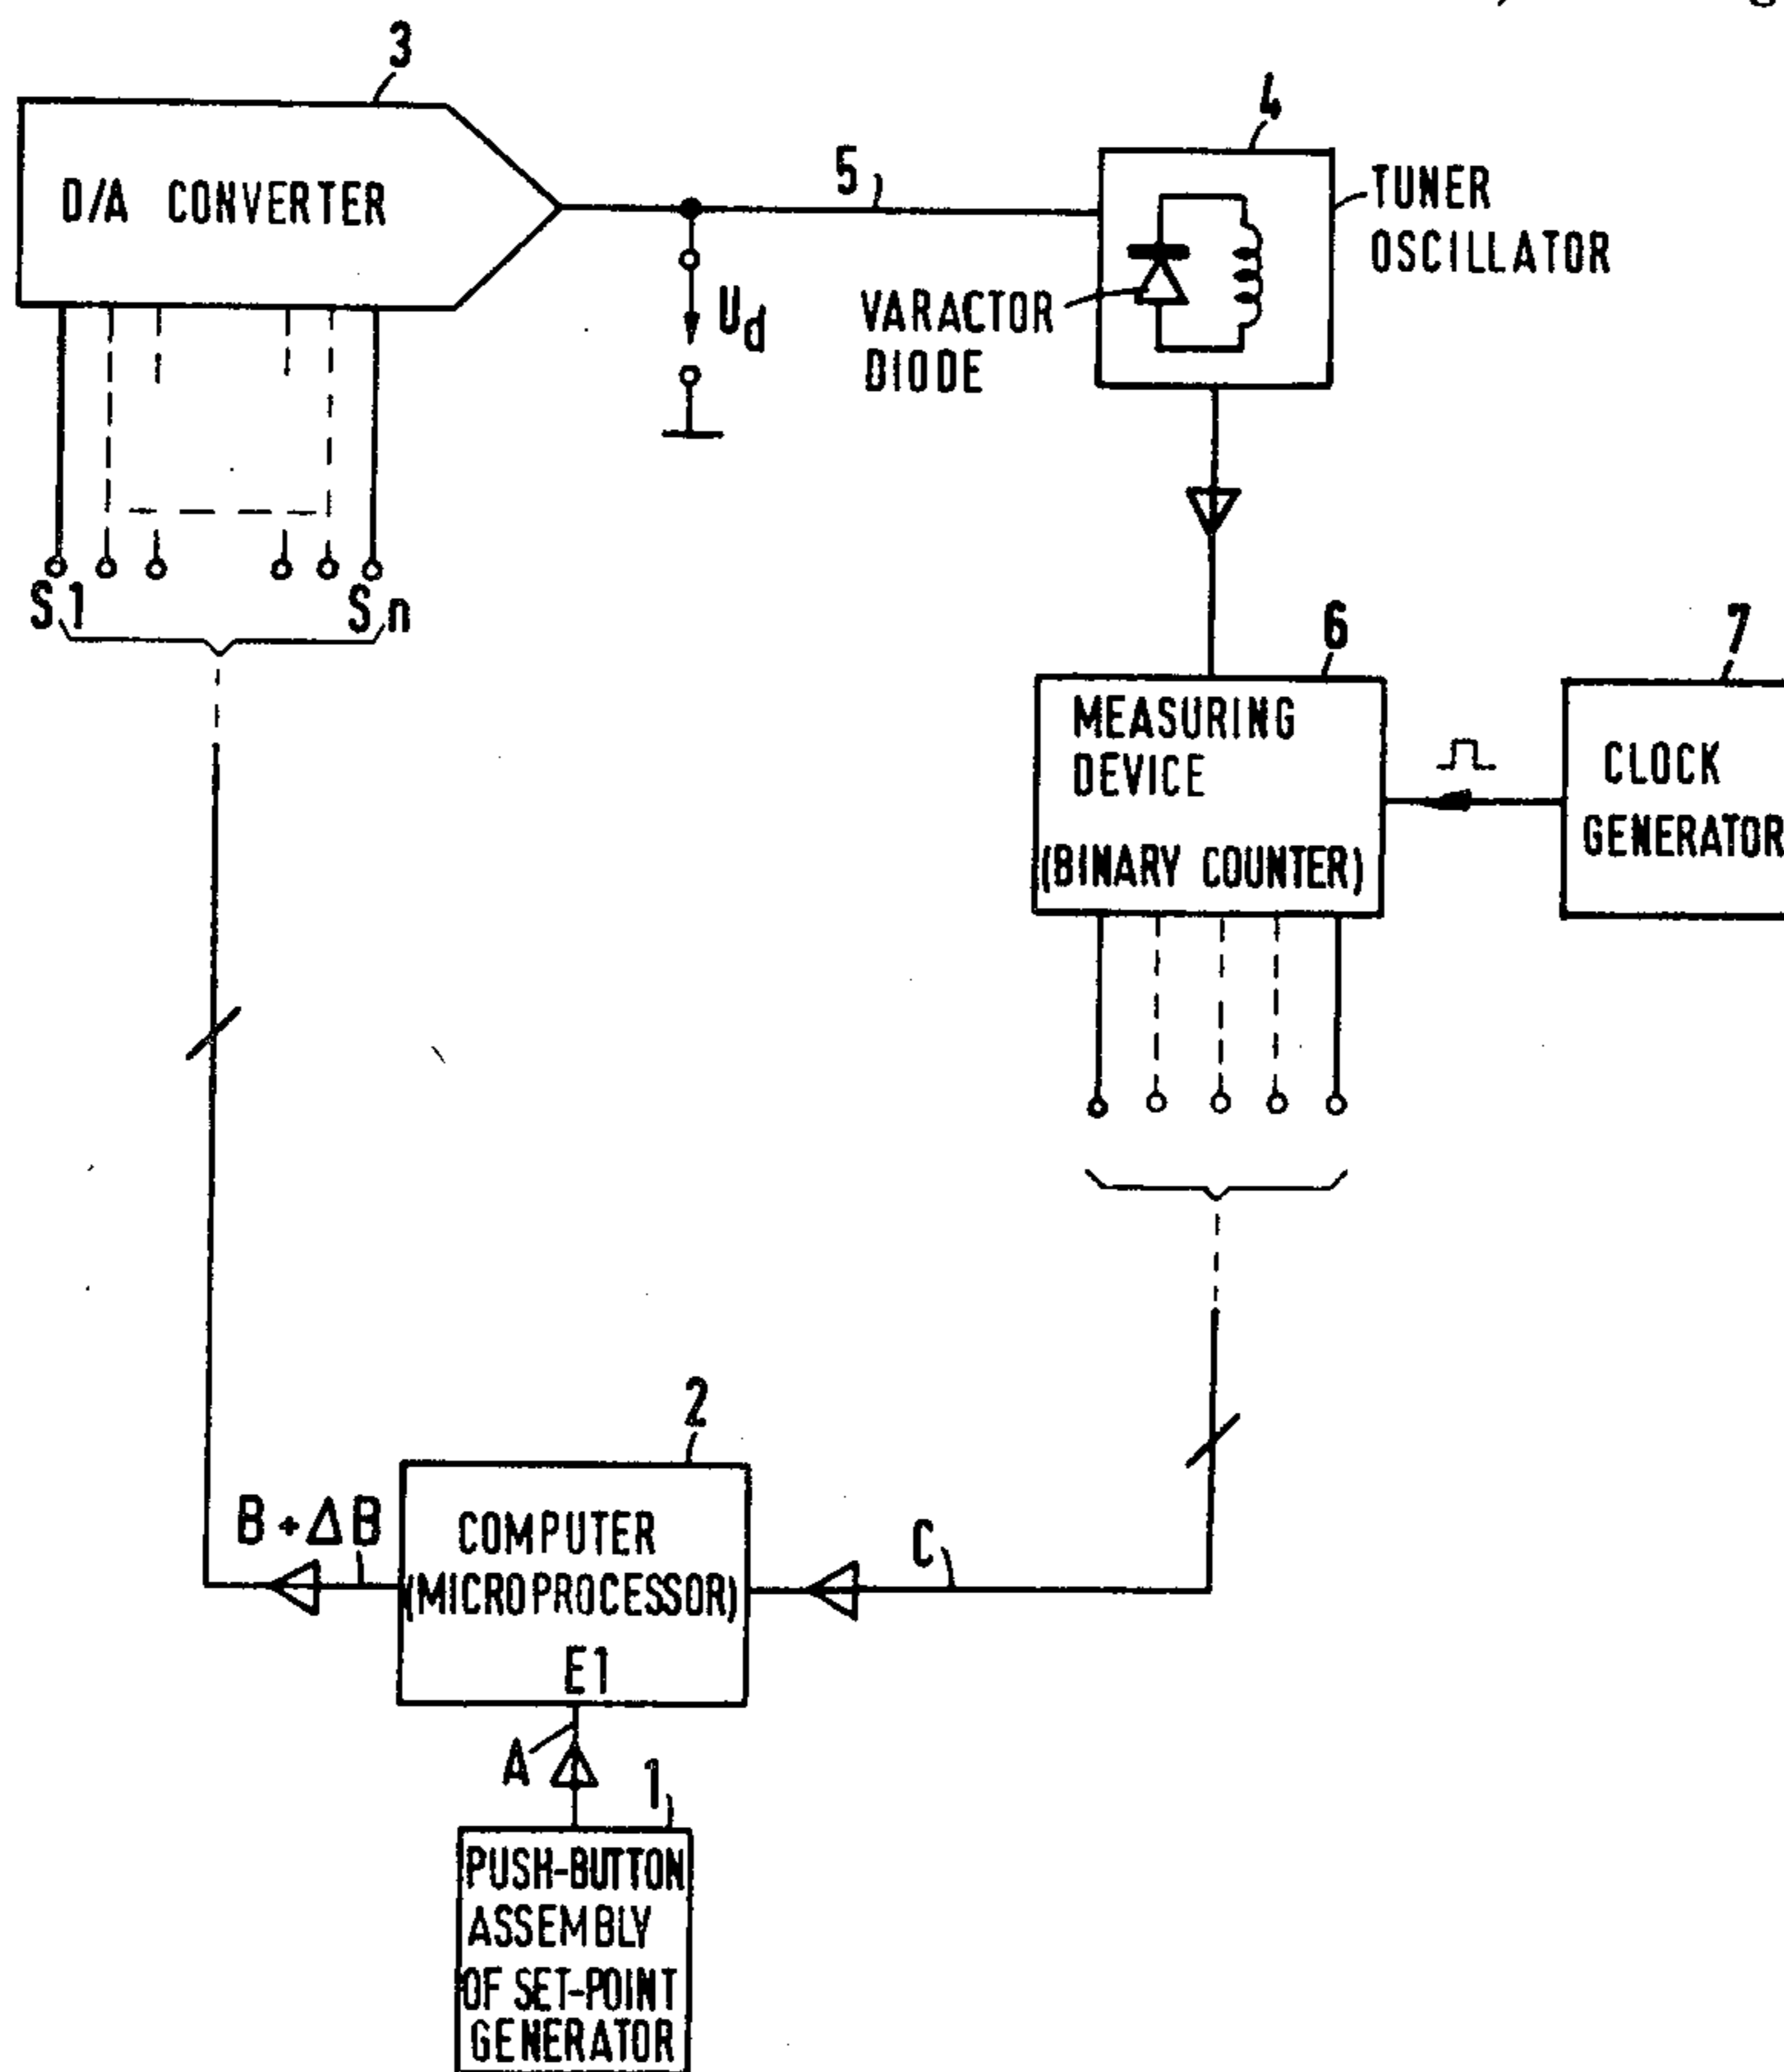 3
D/A CONVERTER
5
4
TUNER
OSCILLATOR
VARACTOR
DIODE
Ud
S1
Sn
6
7
MEASURING
DEVICE
(BINARY COUNTER)
CLOCK
GENERATOR
2
B+ΔB
COMPUTER
(MICROPROCESSOR)
E1
C
A
1
PUSH-BUTTON
ASSEMBLY
OF SET-POINT
GENERATOR